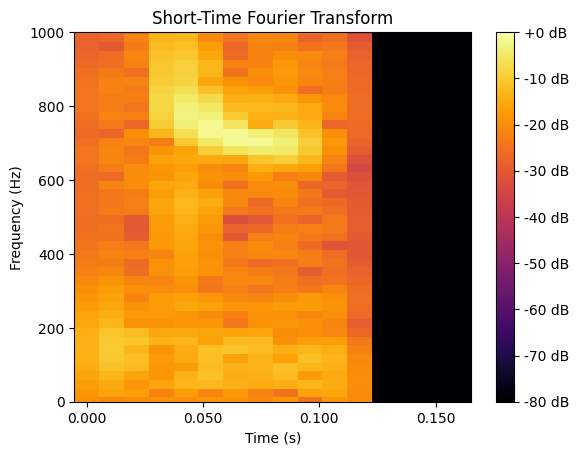 Short-Time Fourier Transform
1000
800
600
400
200
0
Frequency (Hz)
0.000
0.050
0.100
0.150
Time (s)
+0 dB
-10 dB
-20 dB
-30 dB
-40 dB
-50 dB
-60 dB
-70 dB
-80 dB